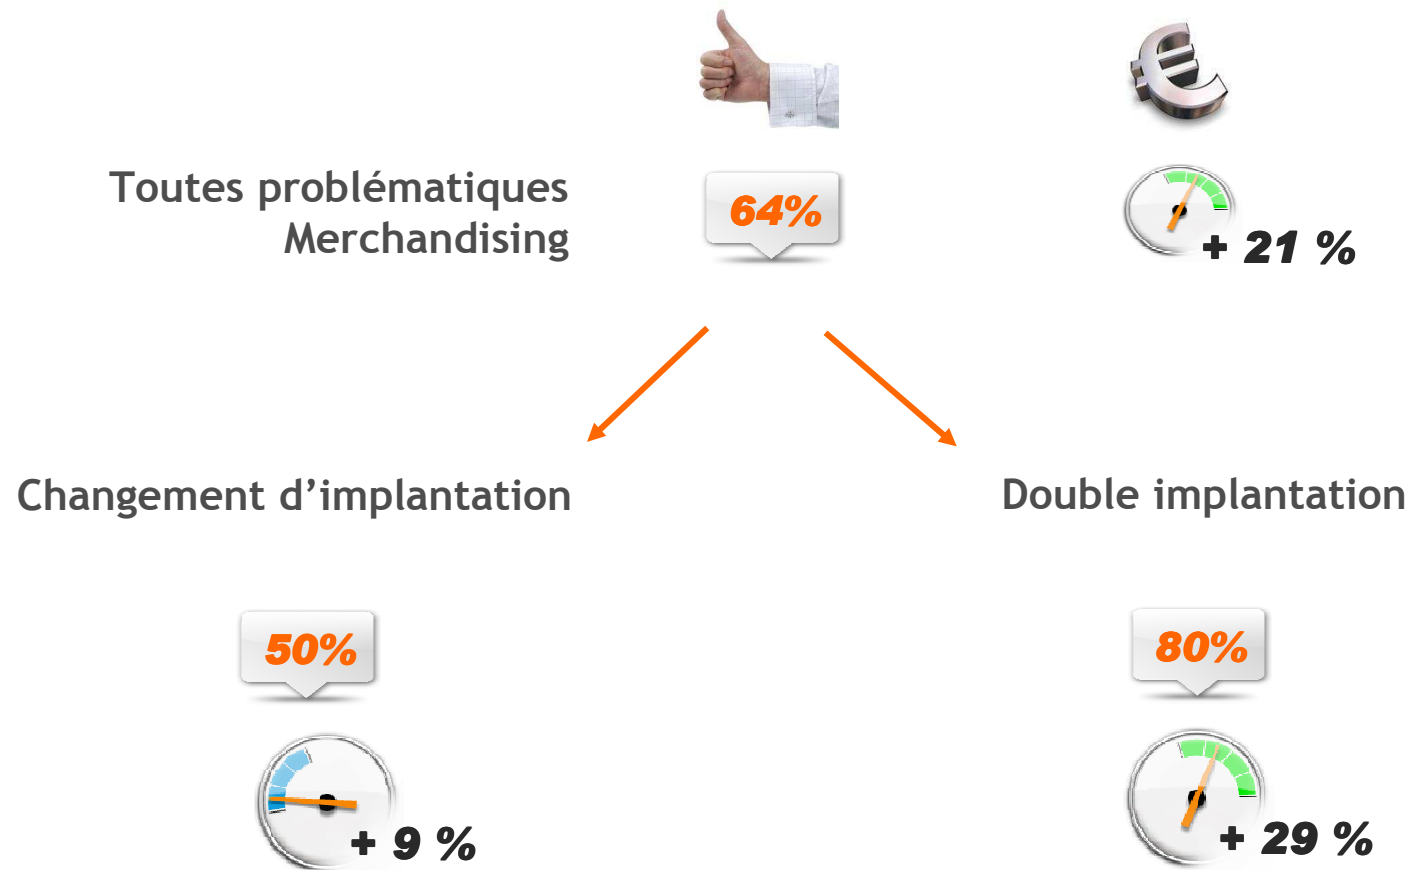 Toutes problématiques
Merchandising
64%
+ 21 %
Changement d’implantation
Double implantation
50%
80%
+ 9 %
+ 29 %